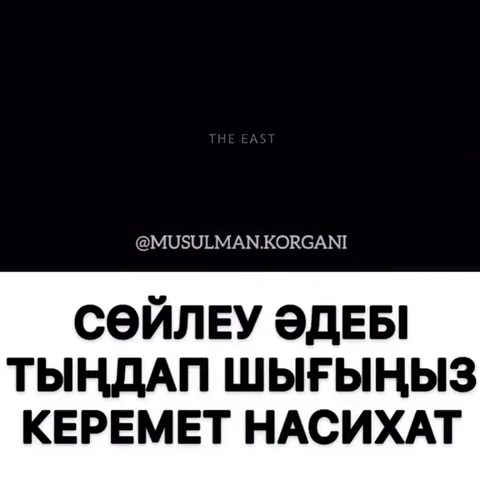 THE EAST
@MUSULMAN.KORGANI
СӨЙЛЕУ ӘДЕБІ
ТЫҢДАП ШЫҒЫҢЫЗ
КЕРЕМЕТ НАСИХАТ